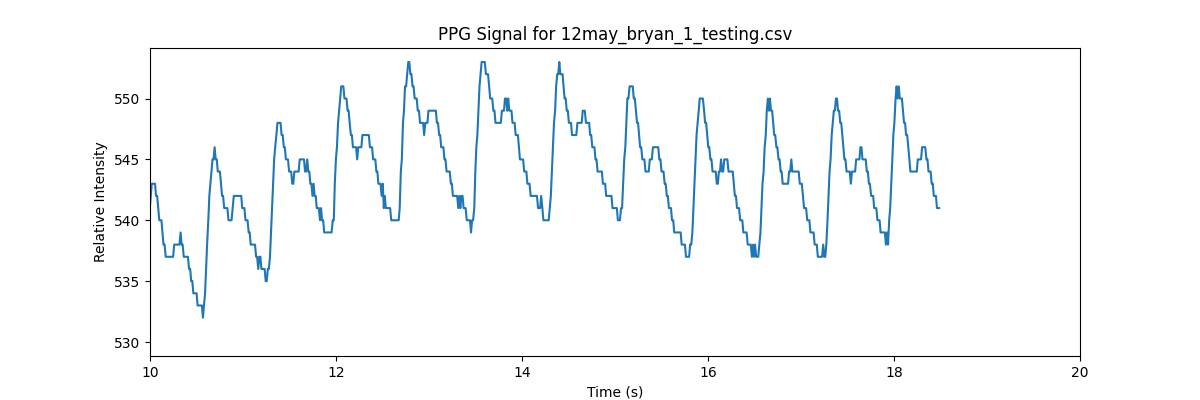 PPG Signal for 12may_bryan_1_testing.csv
Relative Intensity
550
545
540
535
530
10 12 14 16 18 20
Time (s)